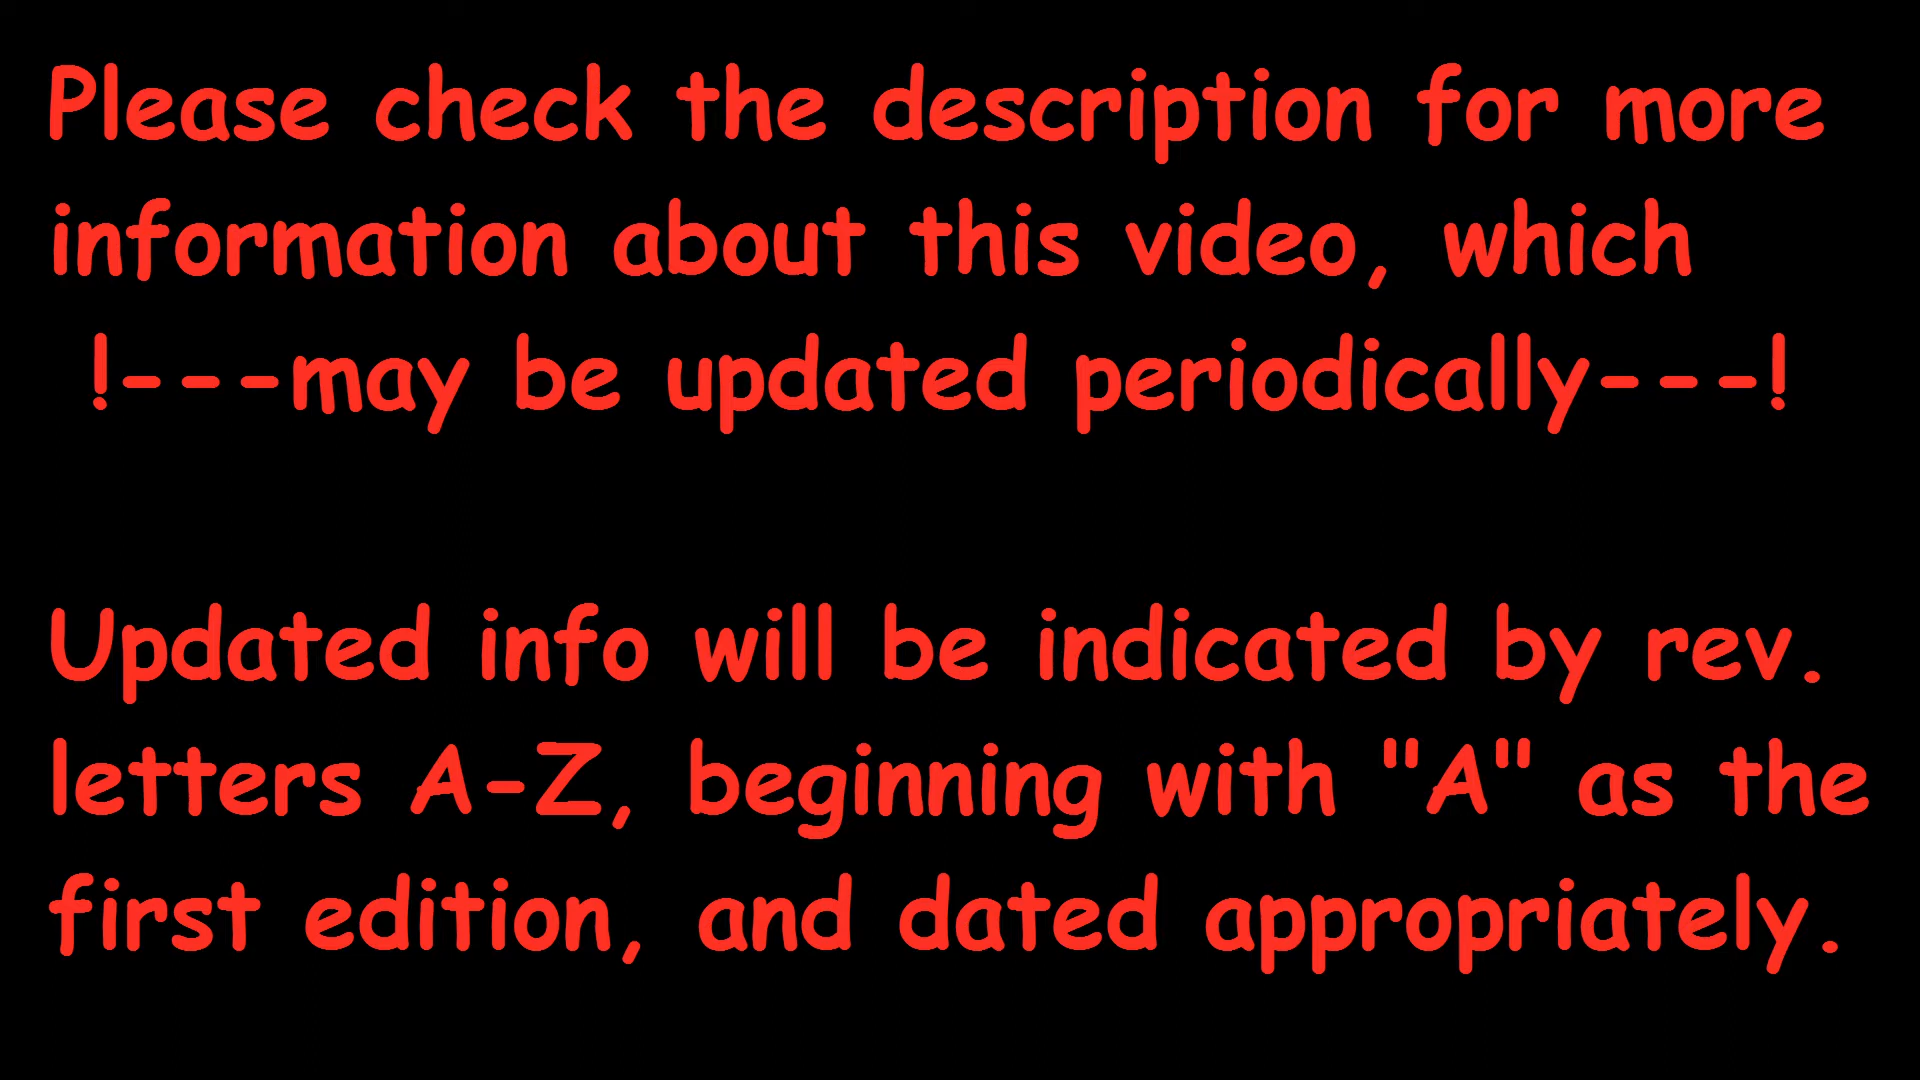 Please check the description for more
information about this video, which
!---may be updated periodically---!
Updated info will be indicated by rev.
letters A-Z, beginning with "A" as the
first edition, and dated appropriately.